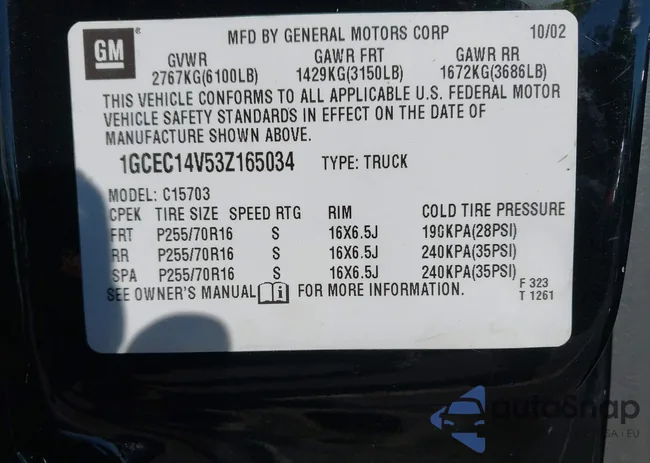 GM
MFD BY GENERAL MOTORS CORP 10/02
GVWR GAWR FRT GAWR RR
2767KG(6100LB) 1429KG(3150LB) 1672KG(3686LB)
THIS VEHICLE CONFORMS TO ALL APPLICABLE U.S. FEDERAL MOTOR
VEHICLE SAFETY STANDARDS IN EFFECT ON THE DATE OF
MANUFACTURE SHOWN ABOVE.
1GCEC14V53Z165034 TYPE: TRUCK
MODEL: C15703
CPEK TIRE SIZE SPEED RTG RIM COLD TIRE PRESSURE
FRT P255/70R16 S 16X6.5J 190KPA(28PSI)
RR P255/70R16 S 16X6.5J 240KPA(35PSI)
SPA P255/70R16 S 16X6.5J 240KPA(35PSI)
SEE OWNER'S MANUAL FOR MORE INFORMATION.
F 323
T 1261
autoSnap